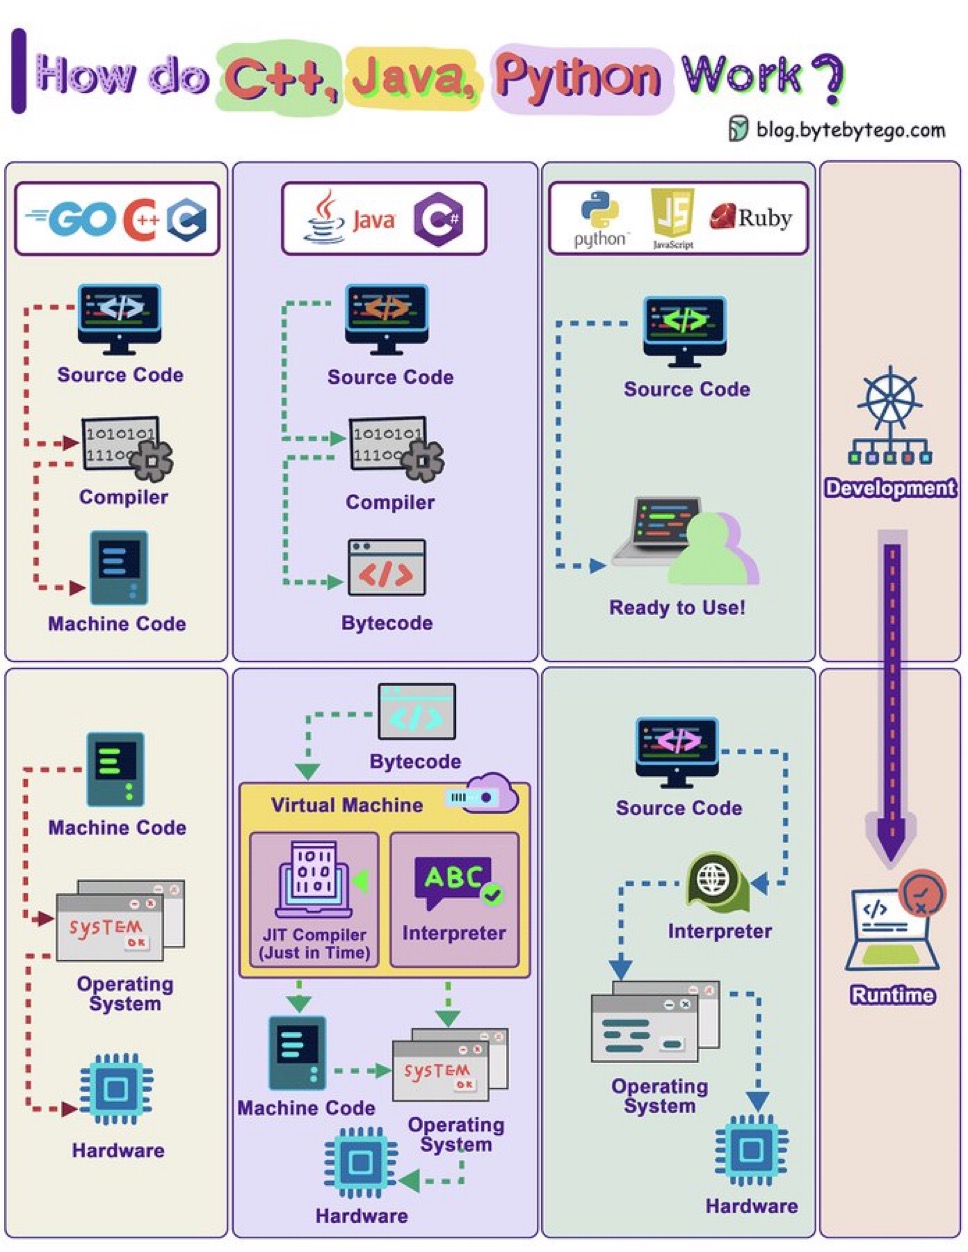 How do C++, Java, Python Work?
blog.bytebytego.com
GO C++ C
Java C#
python JS JavaScript Ruby
Source Code
1010101
11100
Compiler
Machine Code
Source Code
1010101
11100
Compiler
Bytecode
Source Code
Ready to Use!
Development
Machine Code
SYSTEM
OK
Operating
System
Hardware
Bytecode
Virtual Machine
1011
010
1101
JIT Compiler
(Just in Time)
ABC
Interpreter
Machine Code
SYSTEM
OK
Operating
System
Hardware
Source Code
Interpreter
Operating
System
Hardware
Runtime